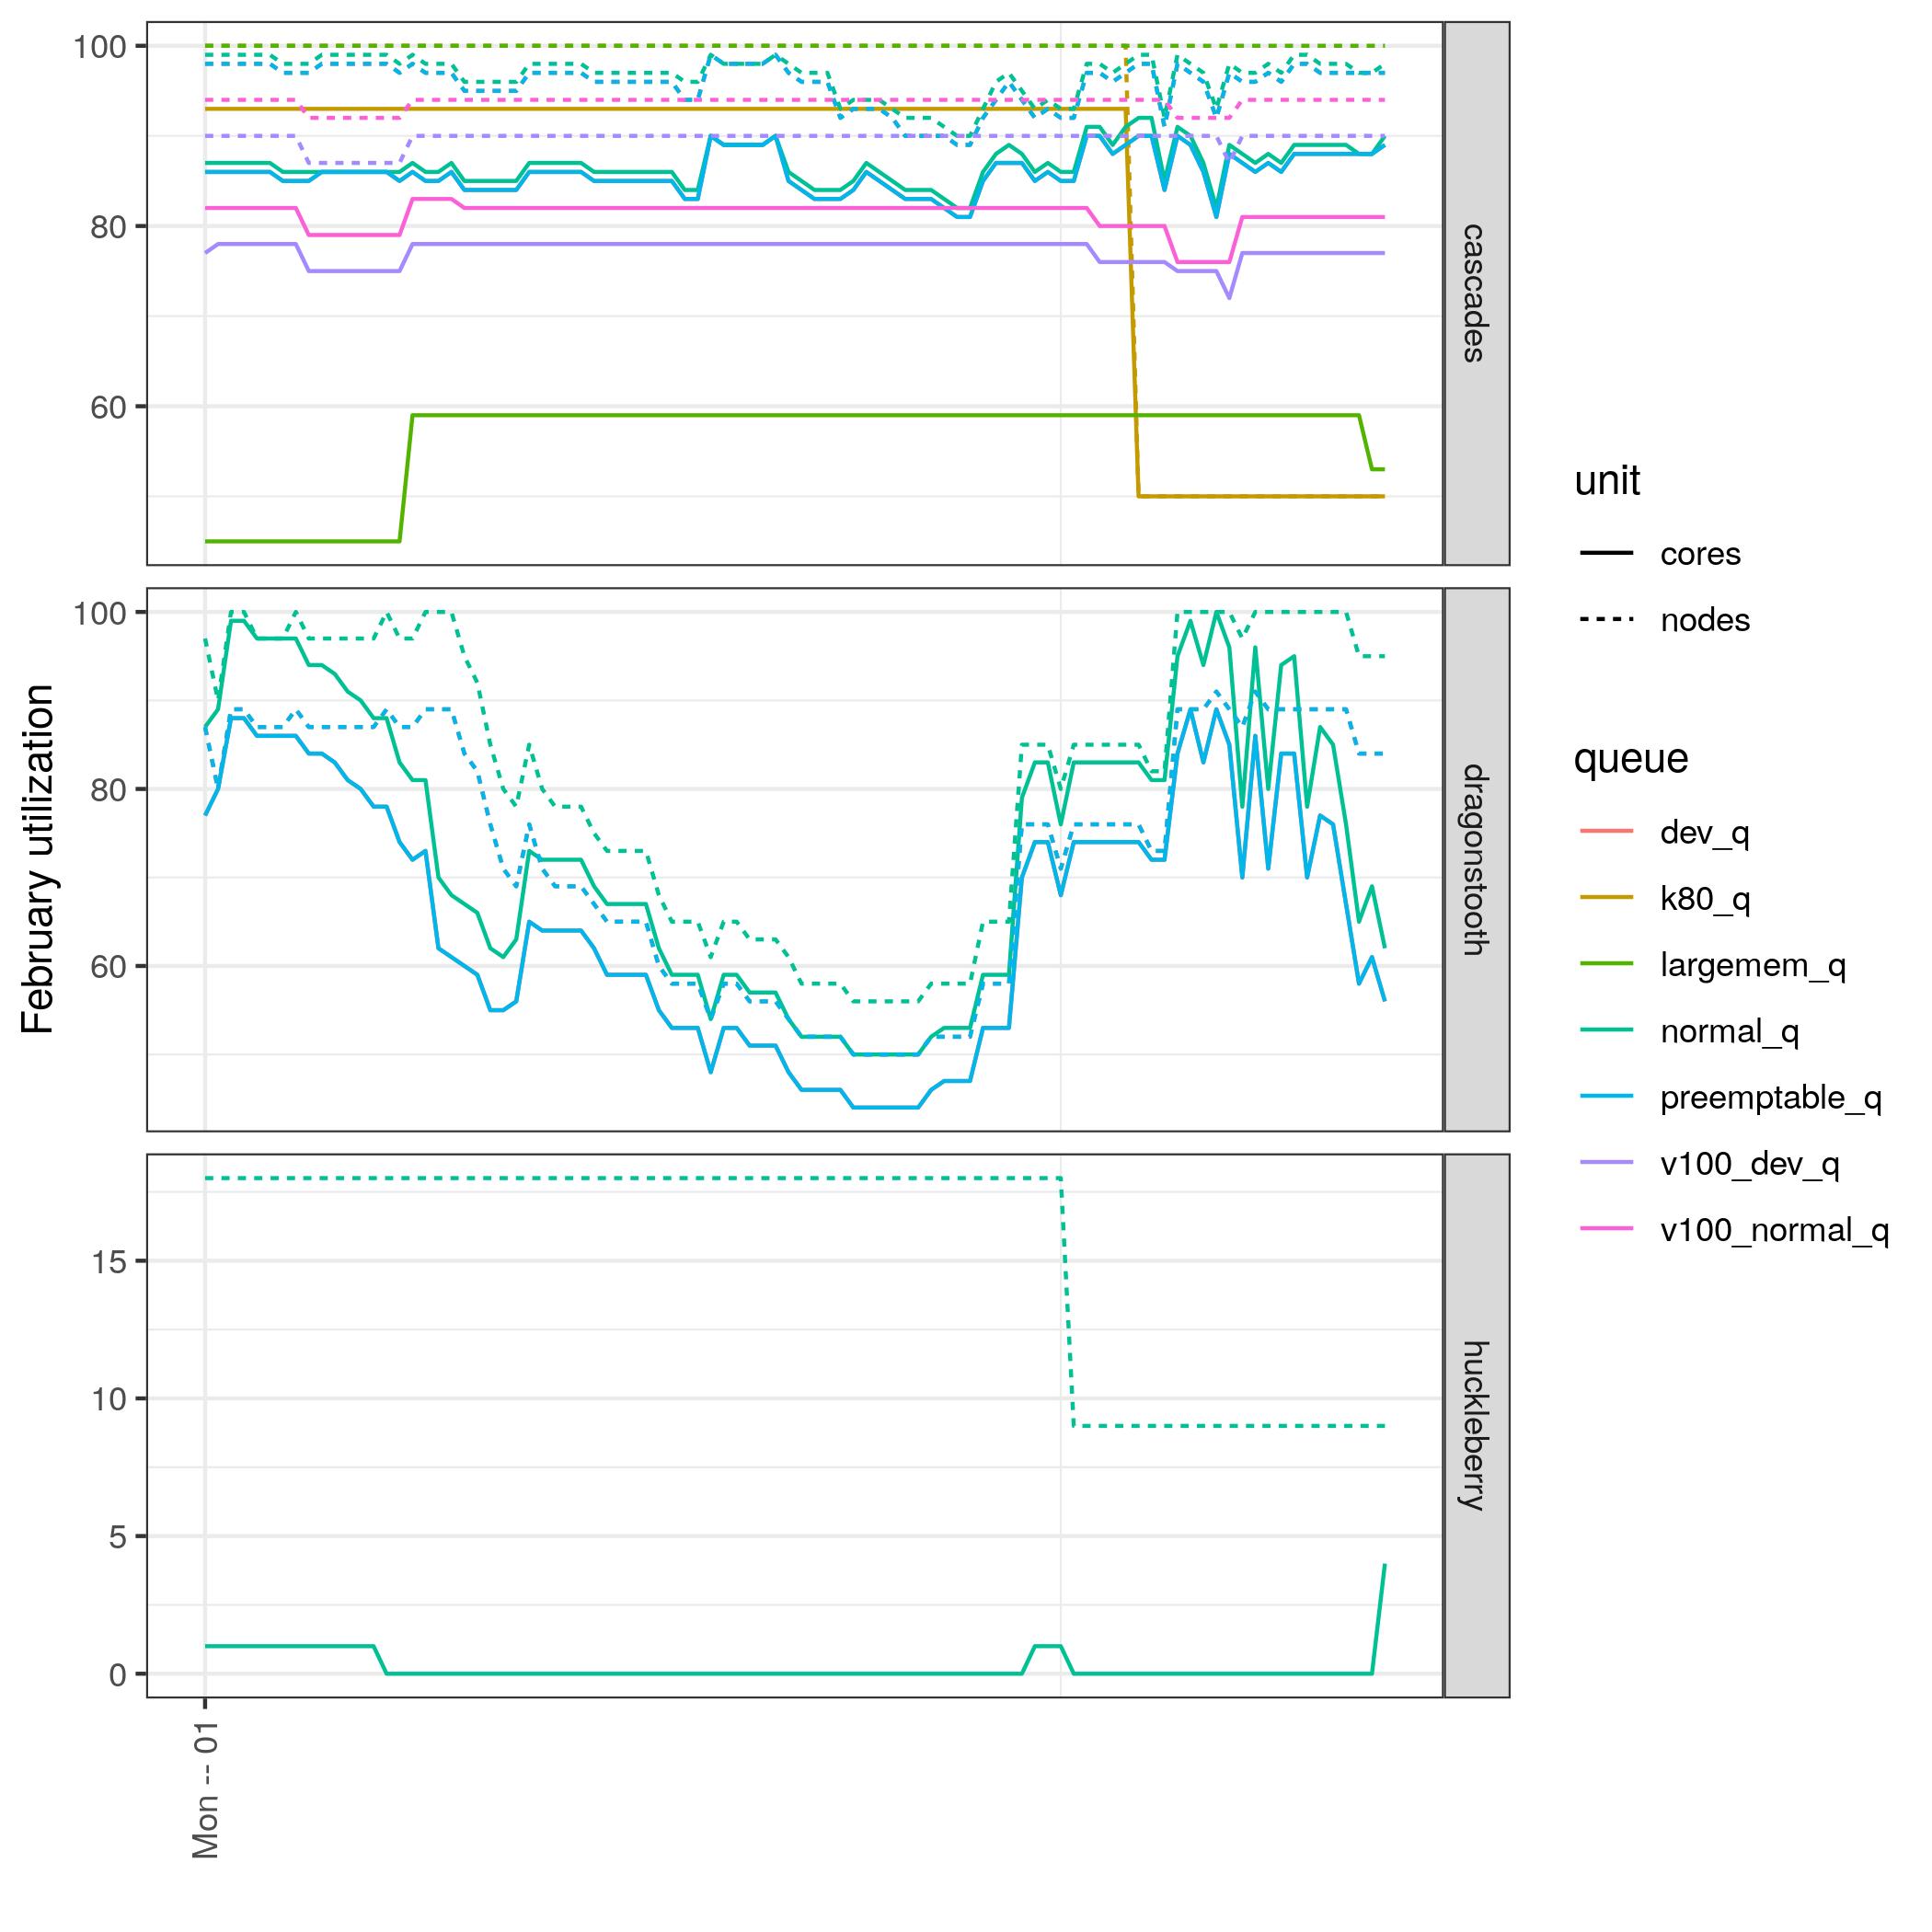 February utilization
100
80
60
cascades
100
80
60
dragonstooth
15
10
5
0
huckleberry
Mon -- 01
unit
cores
nodes
queue
dev_q
k80_q
largemem_q
normal_q
preemptable_q
v100_dev_q
v100_normal_q